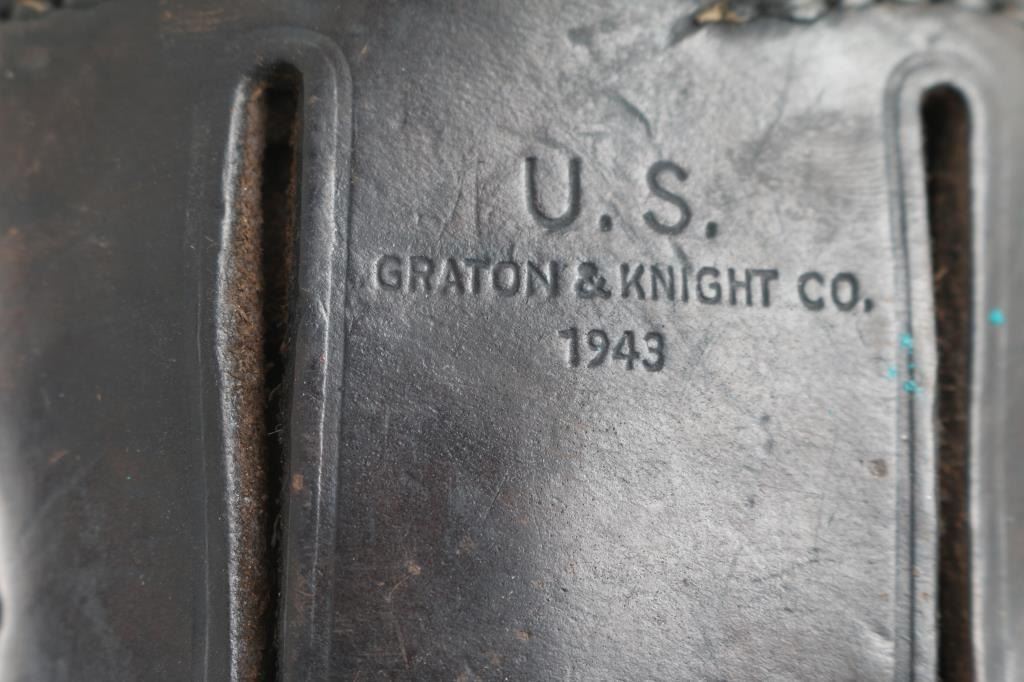 U. S.
GRATON & KNIGHT CO.
1943